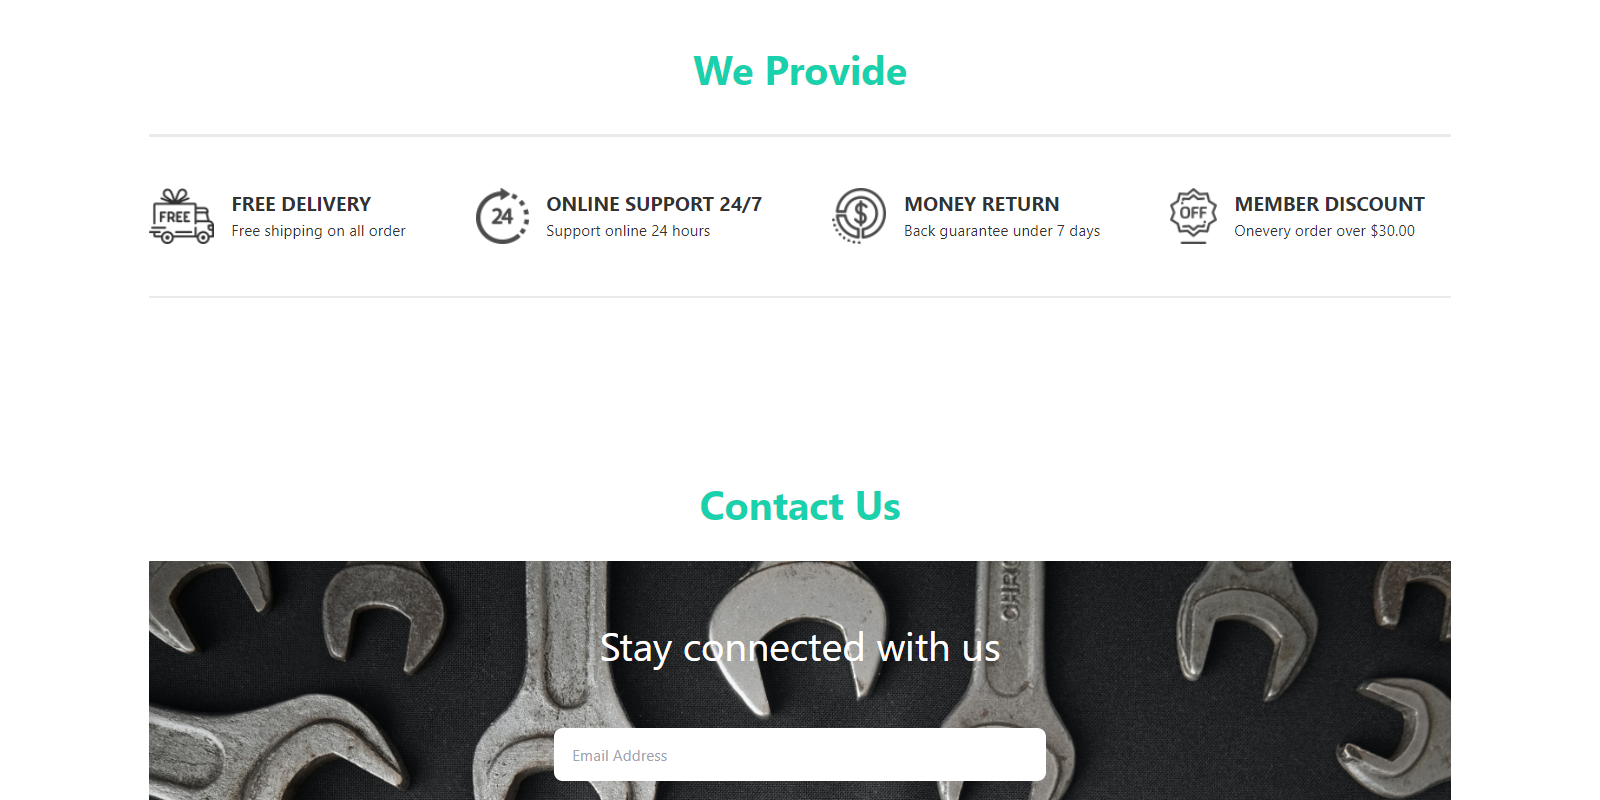 We Provide
FREE
FREE DELIVERY
Free shipping on all order
24
ONLINE SUPPORT 24/7
Support online 24 hours
$
MONEY RETURN
Back guarantee under 7 days
OFF
MEMBER DISCOUNT
Onevery order over $30.00
Contact Us
Stay connected with us
Email Address